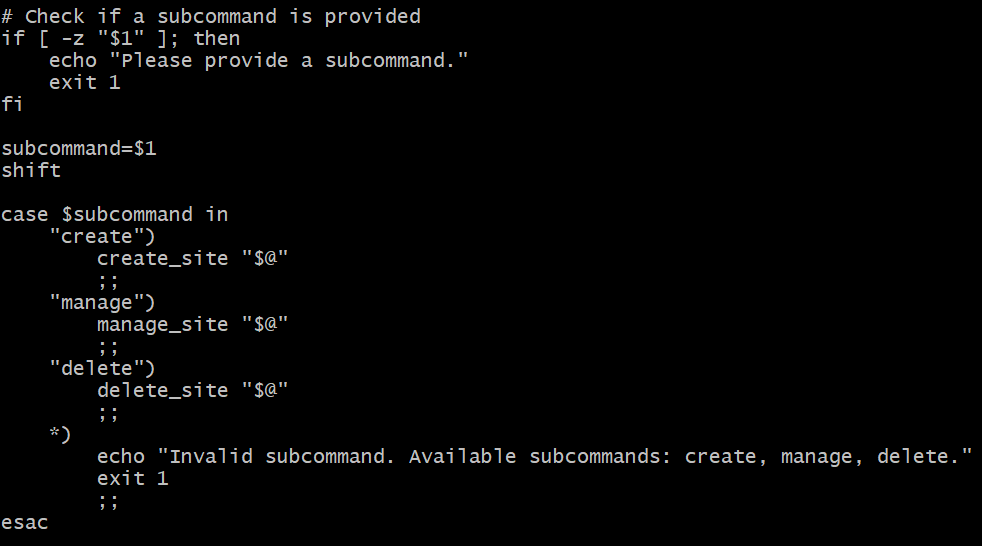 # Check if a subcommand is provided
if [ -z "$1" ]; then
    echo "Please provide a subcommand."
    exit 1
fi

subcommand=$1
shift

case $subcommand in
    "create")
        create_site "$@"
        ;;
    "manage")
        manage_site "$@"
        ;;
    "delete")
        delete_site "$@"
        ;;
    *)
        echo "Invalid subcommand. Available subcommands: create, manage, delete."
        exit 1
        ;;
esac